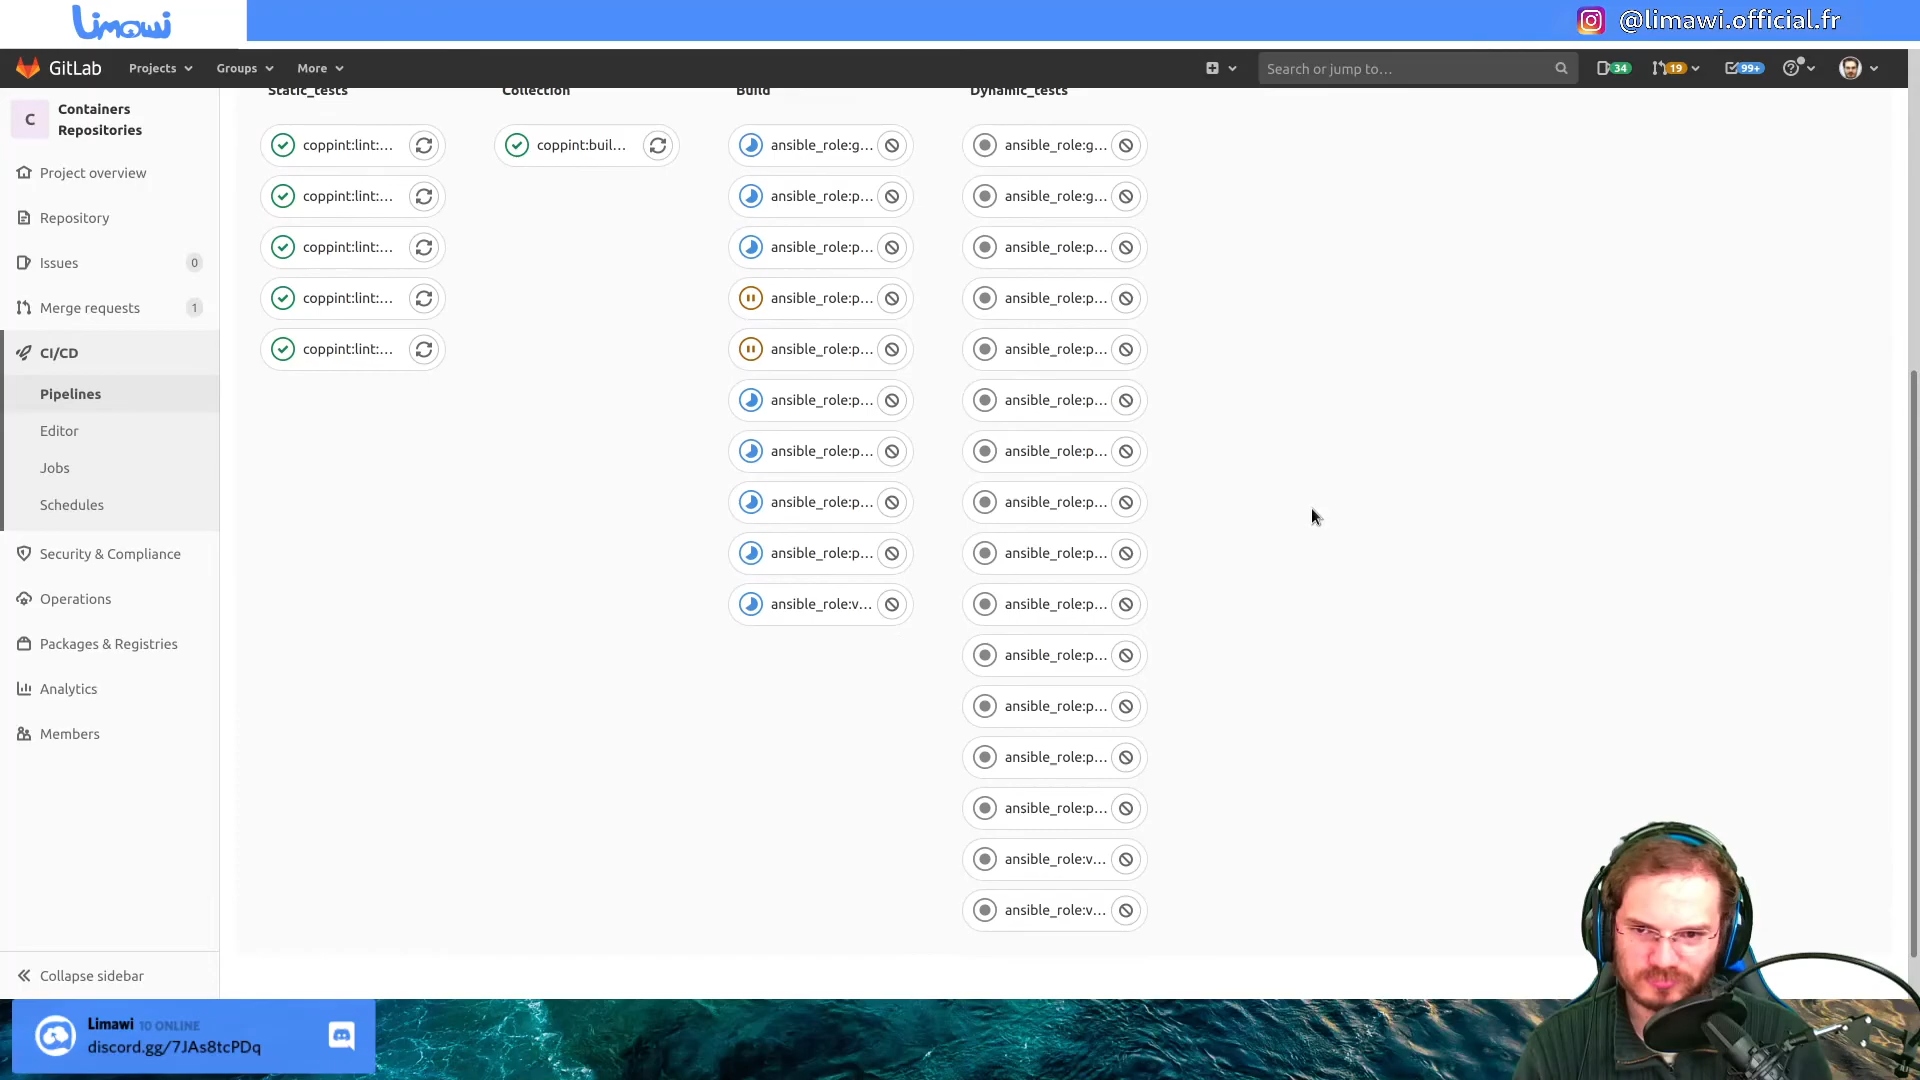 Limawi
@limawi.official.fr
GitLab
Projects
Groups
More
Search or jump to...
34
19
99+
C
Containers
Repositories
Project overview
Repository
Issues
0
Merge requests
1
CI/CD
Pipelines
Editor
Jobs
Schedules
Security & Compliance
Operations
Packages & Registries
Analytics
Members
Collapse sidebar
Static_tests
coppint:lint:...
coppint:lint:...
coppint:lint:...
coppint:lint:...
coppint:lint:...
Collection
coppint:buil...
Build
ansible_role:g...
ansible_role:p...
ansible_role:p...
ansible_role:p...
ansible_role:p...
ansible_role:p...
ansible_role:p...
ansible_role:p...
ansible_role:p...
ansible_role:v...
Dynamic_tests
ansible_role:g...
ansible_role:g...
ansible_role:p...
ansible_role:p...
ansible_role:p...
ansible_role:p...
ansible_role:p...
ansible_role:p...
ansible_role:p...
ansible_role:p...
ansible_role:p...
ansible_role:p...
ansible_role:p...
ansible_role:p...
ansible_role:v...
ansible_role:v...
Limawi 10 ONLINE
discord.gg/7JAs8tcPDq